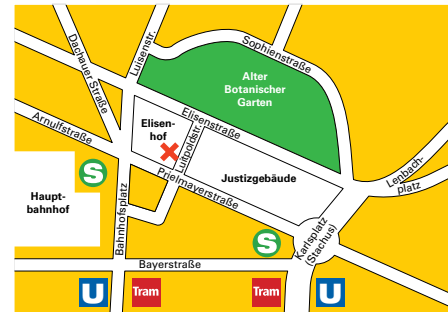 Luisenstr.
Dachauer Straße
Sophienstraße
Alter
Botanischer
Garten
Arnulfstraße
Elisen-
hof
Elisenstraße
Luitpoldstr.
Lenbach-
platz
S
Justizgebäude
Haupt-
bahnhof
Prielmayerstraße
Bahnhofsplatz
Karlsplatz
(Stachus)
S
Bayerstraße
U
Tram
Tram
U